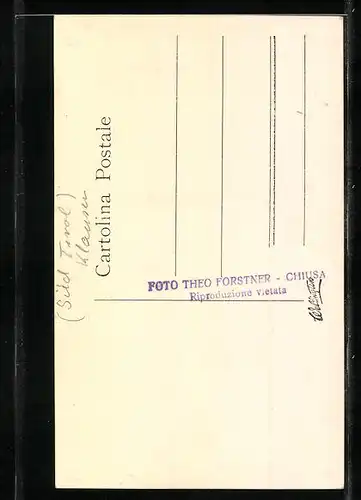 (Süd Tirol)
Klausen
Cartolina Postale
FOTO THEO FORSTNER - CHIUSA
Riproduzione vietata